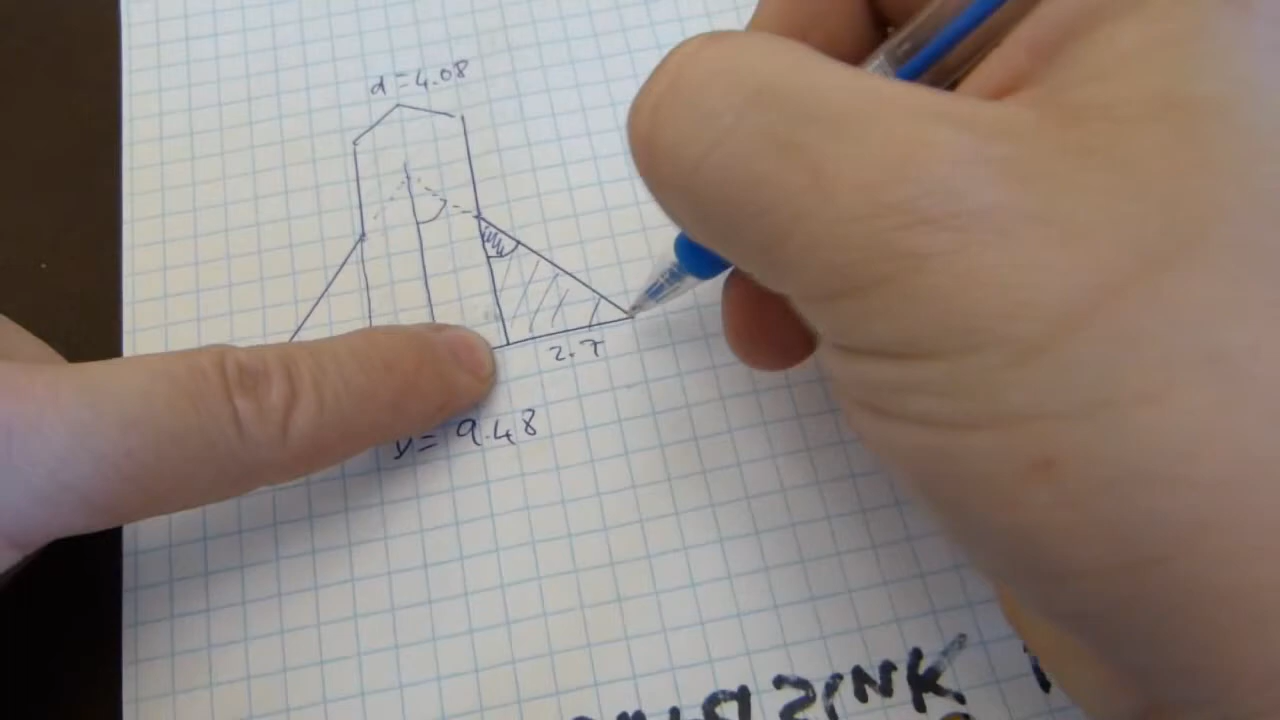 d = 4.08
2.7
y = 9.48